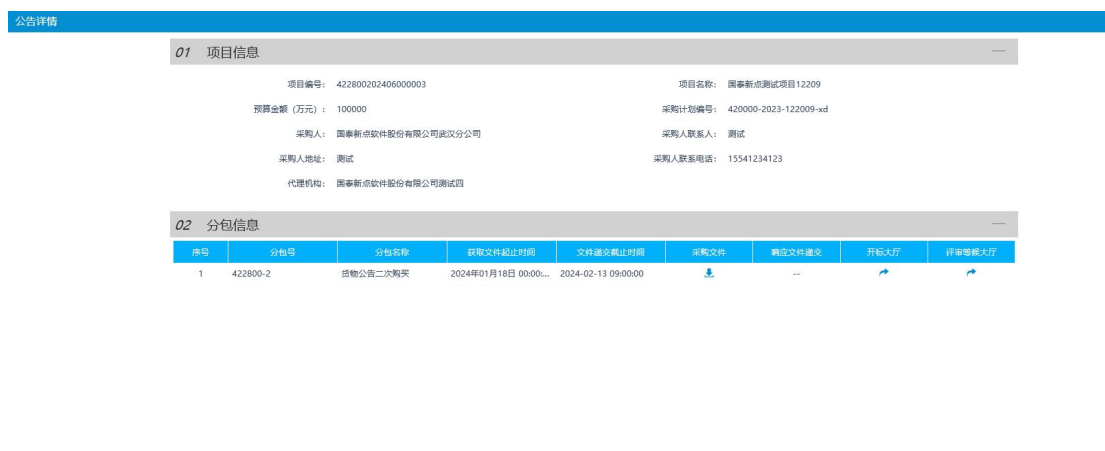 公告详情
01 项目信息 —
项目编号： 422800202406000003 项目名称： 国泰新点测试项目12209
预算金额（万元）： 100000 采购计划编号： 420000-2023-122009-xd
采购人： 国泰新点软件股份有限公司武汉分公司 采购人联系人： 测试
采购人地址： 测试 采购人联系电话： 15541234123
代理机构： 国泰新点软件股份有限公司测试四
02 分包信息 —
序号 分包号 分包名称 获取文件起止时间 文件递交截止时间 采购文件 响应文件递交 开标大厅 评审等候大厅
1 422800-2 货物公告二次购买 2024年01月18日 00:00:... 2024-02-13 09:00:00 --